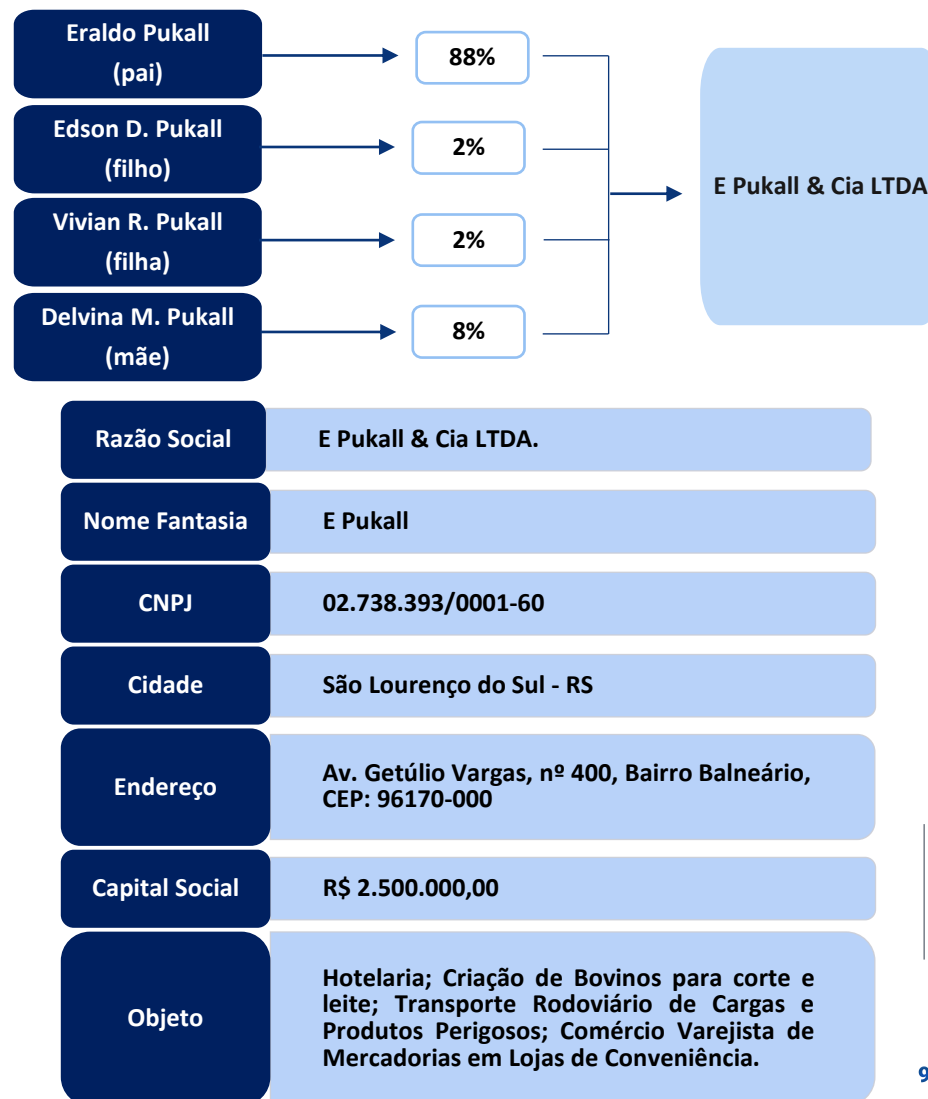 Eraldo Pukall
(pai)
88%
Edson D. Pukall
(filho)
2%
Vivian R. Pukall
(filha)
2%
Delvina M. Pukall
(mãe)
8%
E Pukall & Cia LTDA
Razão Social
E Pukall & Cia LTDA.
Nome Fantasia
E Pukall
CNPJ
02.738.393/0001-60
Cidade
São Lourenço do Sul - RS
Endereço
Av. Getúlio Vargas, nº 400, Bairro Balneário,
CEP: 96170-000
Capital Social
R$ 2.500.000,00
Objeto
Hotelaria; Criação de Bovinos para corte e
leite; Transporte Rodoviário de Cargas e
Produtos Perigosos; Comércio Varejista de
Mercadorias em Lojas de Conveniência.
9